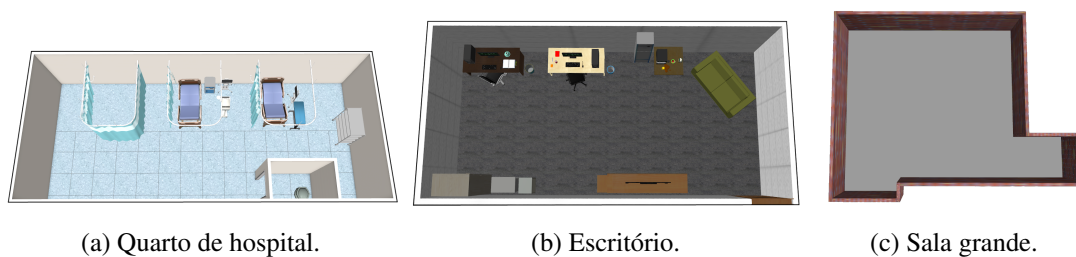 (a) Quarto de hospital.
(b) Escritório.
(c) Sala grande.